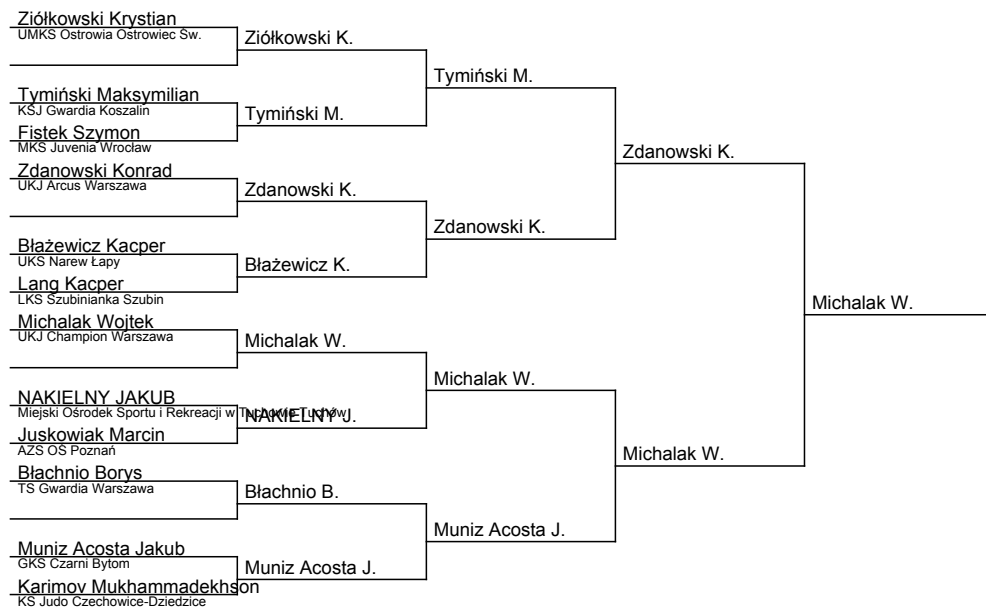 Ziółkowski Krystian
UMKS Ostrowia Ostrowiec Św.
Tymiński Maksymilian
KSJ Gwardia Koszalin
Fistek Szymon
MKS Juvenia Wrocław
Zdanowski Konrad
UKJ Arcus Warszawa
Błażewicz Kacper
UKS Narew Łapy
Lang Kacper
LKS Szubinianka Szubin
Michalak Wojtek
UKJ Champion Warszawa
NAKIELNY JAKUB
Miejski Ośrodek Sportu i Rekreacji w Tuchowie Tuchów
Juskowiak Marcin
AZS OŚ Poznań
Błachnio Borys
TS Gwardia Warszawa
Muniz Acosta Jakub
GKS Czarni Bytom
Karimov Mukhammadekhson
KS Judo Czechowice-Dziedzice
Ziółkowski K.
Tymiński M.
Zdanowski K.
Błażewicz K.
Michalak W.
NAKIELNY J.
Błachnio B.
Muniz Acosta J.
Tymiński M.
Zdanowski K.
Michalak W.
Muniz Acosta J.
Zdanowski K.
Michalak W.
Michalak W.